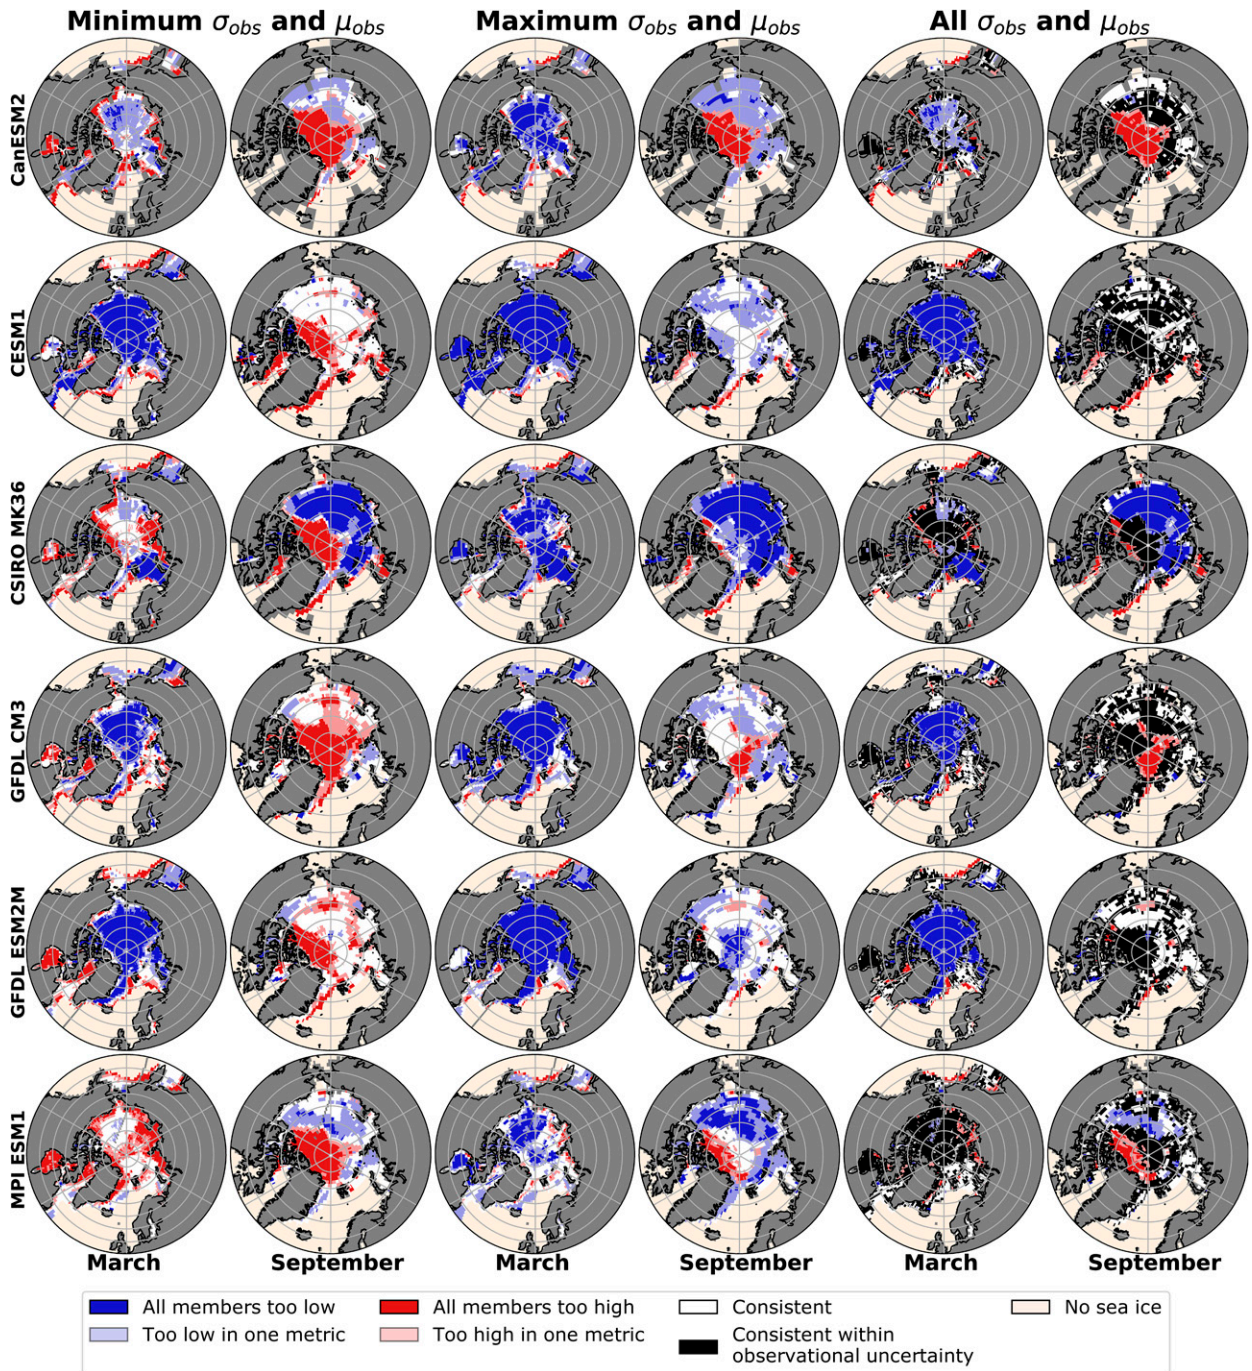 Minimum σobs and μobs
Maximum σobs and μobs
All σobs and μobs
CanESM2
CESM1
CSIRO MK36
GFDL CM3
GFDL ESM2M
MPI ESM1
March
September
March
September
March
September
All members too low
All members too high
Consistent
No sea ice
Too low in one metric
Too high in one metric
Consistent within
observational uncertainty